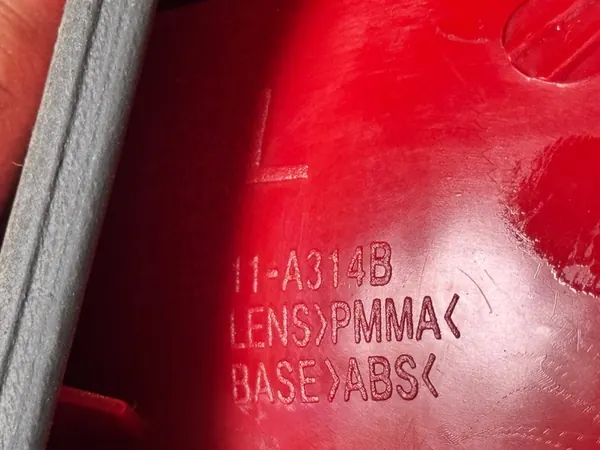 L
11-A314B
LENS>PMMA<
BASE>ABS<